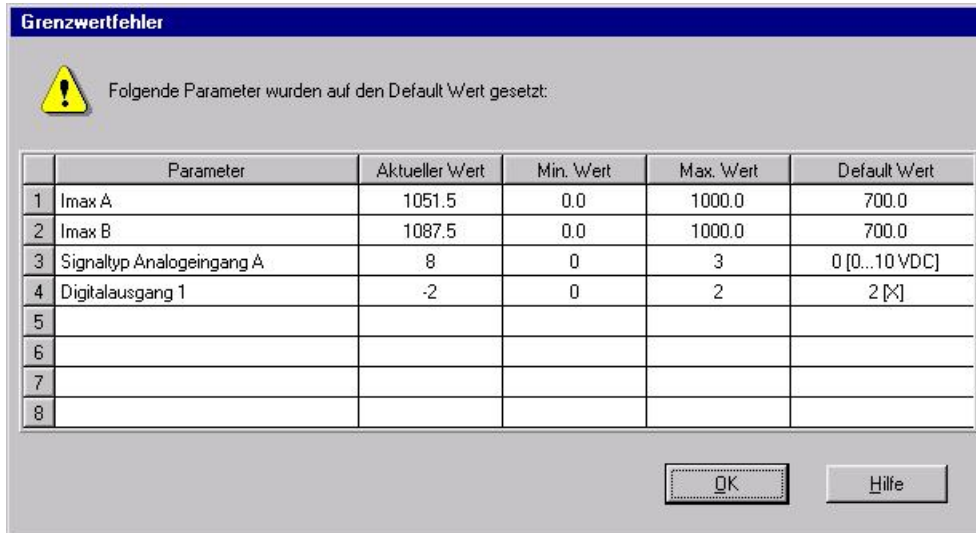 Grenzwertfehler
Folgende Parameter wurden auf den Default Wert gesetzt:
Parameter Aktueller Wert Min. Wert Max. Wert Default Wert
1 Imax A 1051.5 0.0 1000.0 700.0
2 Imax B 1087.5 0.0 1000.0 700.0
3 Signaltyp Analogeingang A 8 0 3 0 [0...10 VDC]
4 Digitalausgang 1 -2 0 2 2 [X]
5
6
7
8
OK Hilfe